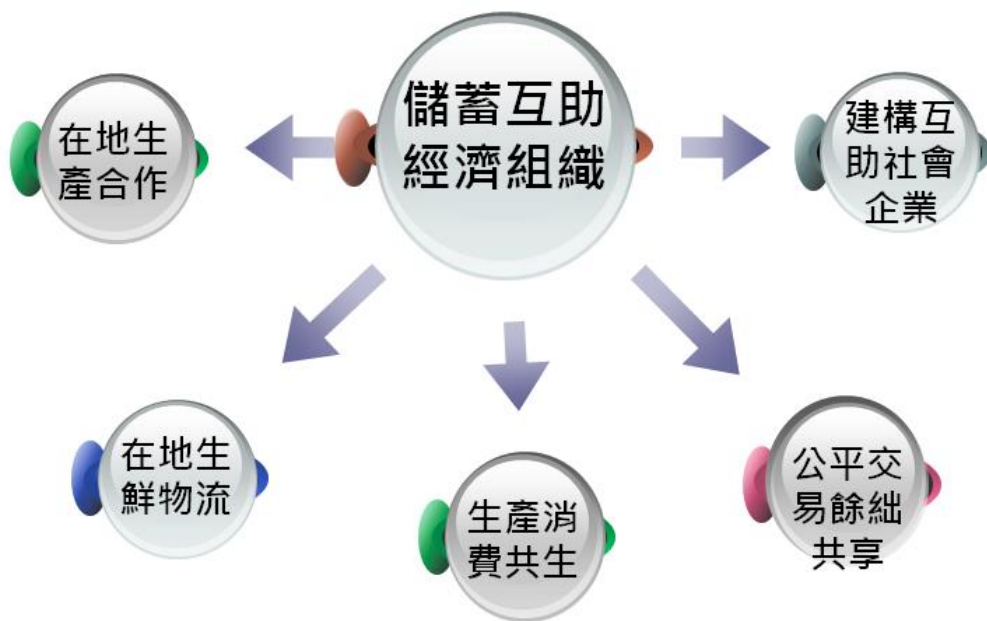 儲蓄互助
經濟組織
在地生
產合作
建構互
助社會
企業
在地生
鮮物流
生產消
費共生
公平交
易餘絀
共享